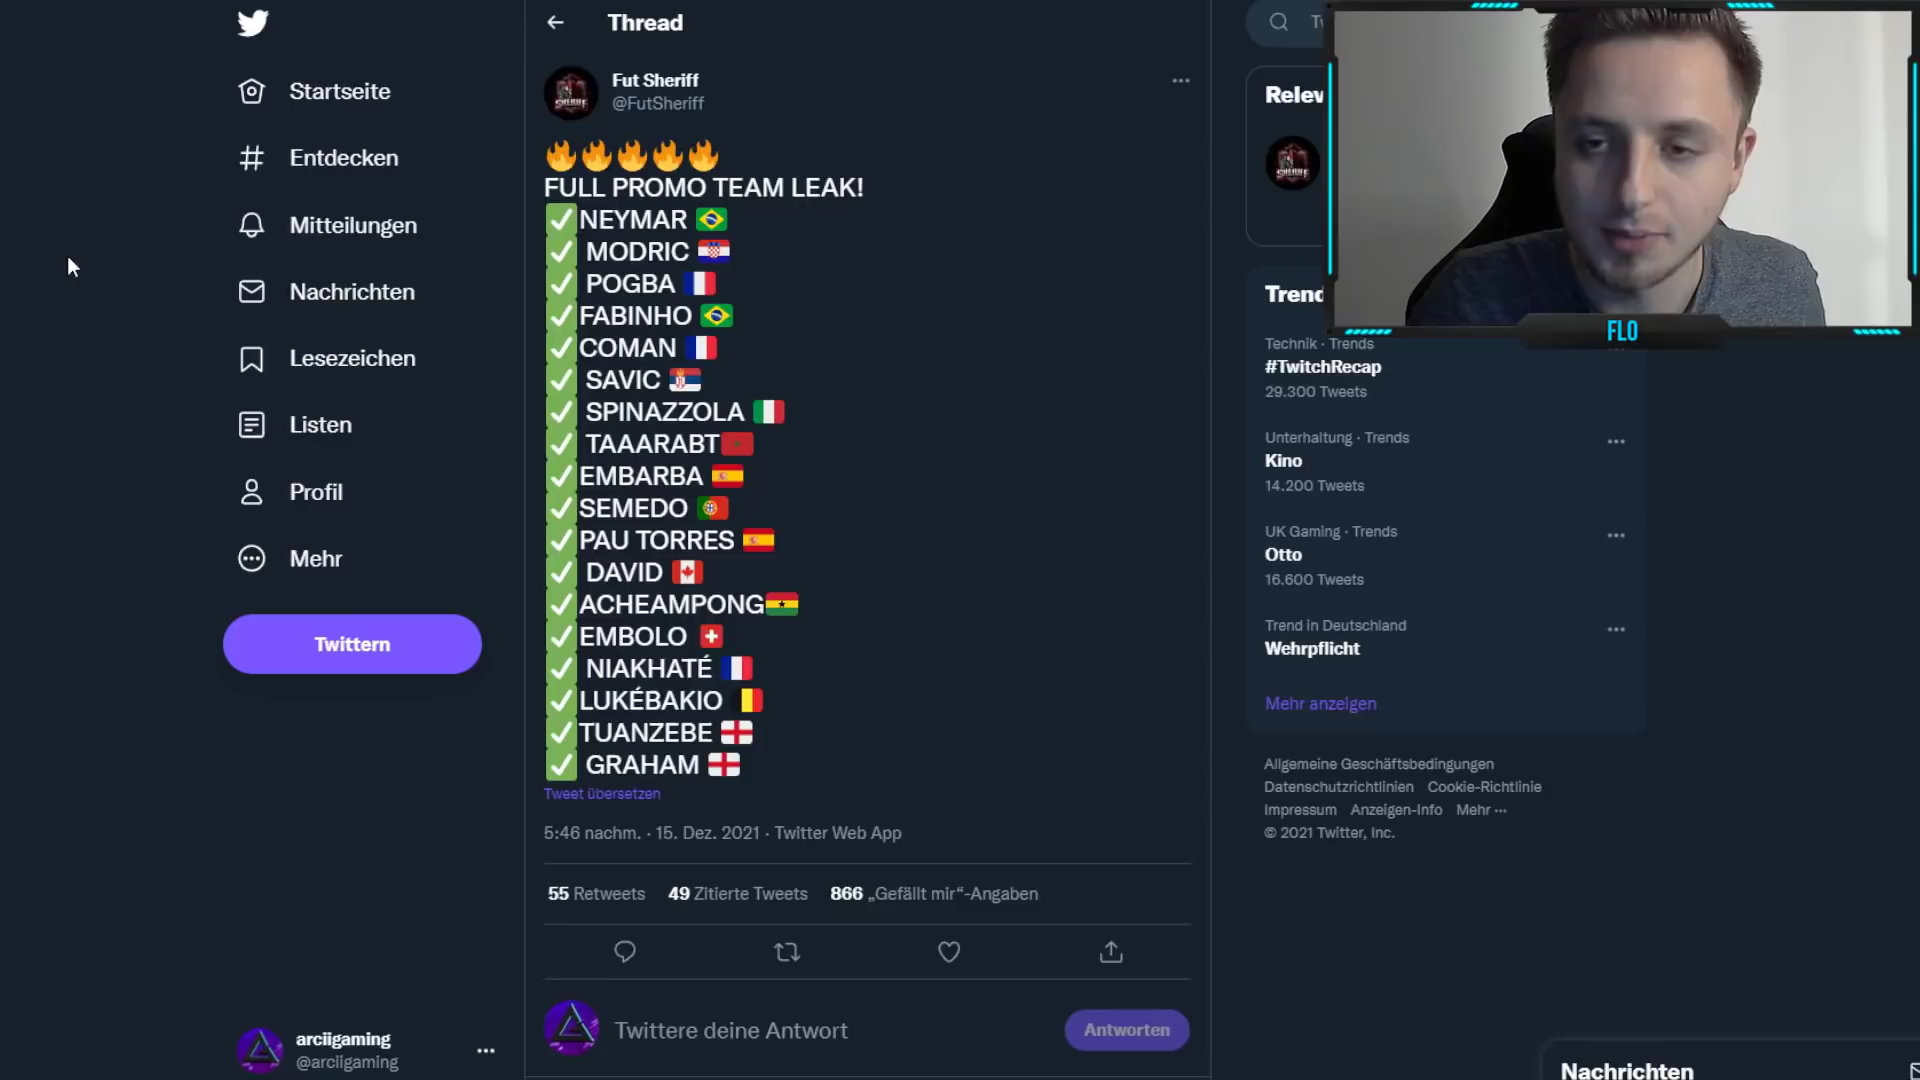 Thread
Fut Sheriff
@FutSheriff
🔥🔥🔥🔥🔥
FULL PROMO TEAM LEAK!
✅NEYMAR 🇧🇷
✅ MODRIC 🇭🇷
✅ POGBA 🇫🇷
✅FABINHO 🇧🇷
✅COMAN 🇫🇷
✅ SAVIC 🇷🇸
✅ SPINAZZOLA 🇮🇹
✅ TAAARABT🇲🇦
✅EMBARBA 🇪🇸
✅SEMEDO 🇵🇹
✅PAU TORRES 🇪🇸
✅ DAVID 🇨🇦
✅ACHEAMPONG🇬🇭
✅EMBOLO 🇨🇭
✅ NIAKHATÉ 🇫🇷
✅LUKÉBAKIO 🇧🇪
✅TUANZEBE 🏴󠁧󠁢󠁥󠁮󠁧󠁿
✅ GRAHAM 🏴󠁧󠁢󠁥󠁮󠁧󠁿
Tweet übersetzen
5:46 nachm. · 15. Dez. 2021 · Twitter Web App
55 Retweets 49 Zitierte Tweets 866 „Gefällt mir“-Angaben
Twittere deine Antwort
Antworten
Startseite
Entdecken
Mitteilungen
Nachrichten
Lesezeichen
Listen
Profil
Mehr
Twittern
arciigaming
@arciigaming
SHERIFF
FLO
Technik · Trends
#TwitchRecap
29.300 Tweets
Unterhaltung · Trends
Kino
14.200 Tweets
UK Gaming · Trends
Otto
16.600 Tweets
Trend in Deutschland
Wehrpflicht
Mehr anzeigen
Allgemeine Geschäftsbedingungen
Datenschutzrichtlinien Cookie-Richtlinie
Impressum Anzeigen-Info Mehr ···
© 2021 Twitter, Inc.
Nachrichten